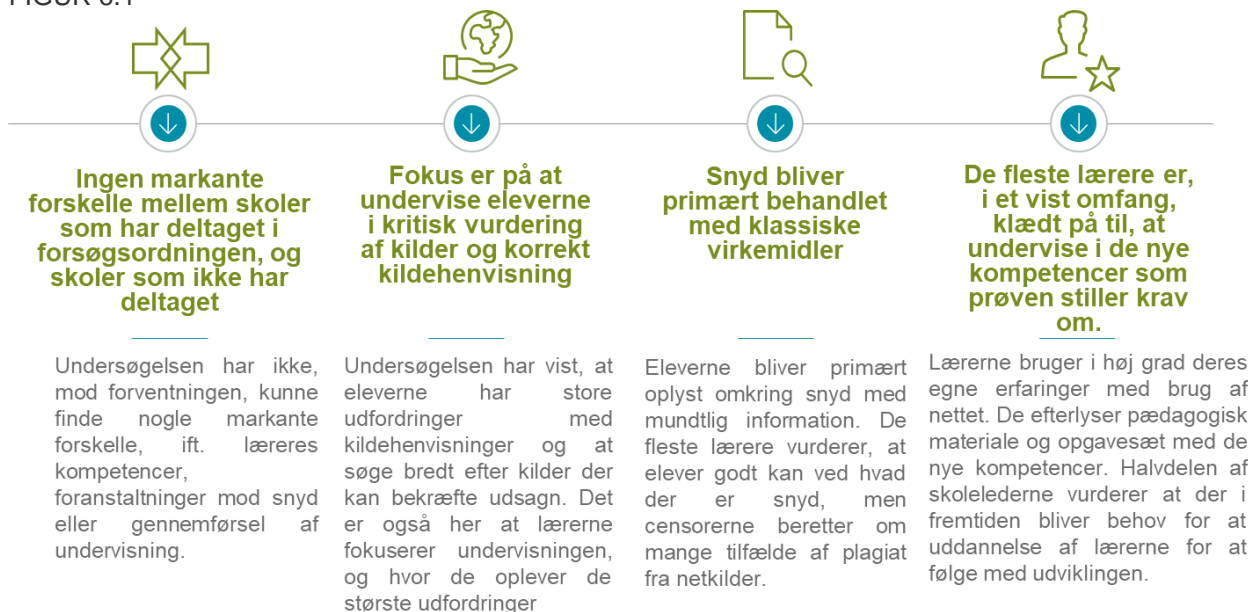 FIGUR 6.1
Ingen markante
forskelle mellem skoler
som har deltaget i
forsøgsordningen, og
skoler som ikke har
deltaget
Undersøgelsen har ikke,
mod forventningen, kunne
finde nogle markante
forskelle, ift. læreres
kompetencer,
foranstaltninger mod snyd
eller gennemførsel af
undervisning.
Fokus er på at
undervise eleverne
i kritisk vurdering
af kilder og korrekt
kildehenvisning
Undersøgelsen har vist, at
eleverne har store
udfordringer med
kildehenvisninger og at
søge bredt efter kilder der
kan bekræfte udsagn. Det
er også her at lærerne
fokuserer undervisningen,
og hvor de oplever de
største udfordringer
Snyd bliver
primært behandlet
med klassiske
virkemidler
Eleverne bliver primært
oplyst omkring snyd med
mundtlig information. De
fleste lærere vurderer, at
elever godt kan ved hvad
der er snyd, men
censorerne beretter om
mange tilfælde af plagiat
fra netkilder.
De fleste lærere er,
i et vist omfang,
klædt på til, at
undervise i de nye
kompetencer som
prøven stiller krav
om.
Lærerne bruger i høj grad deres
egne erfaringer med brug af
nettet. De efterlyser pædagogisk
materiale og opgavesæt med de
nye kompetencer. Halvdelen af
skolelederne vurderer at der i
fremtiden bliver behov for at
uddannelse af lærerne for at
følge med udviklingen.